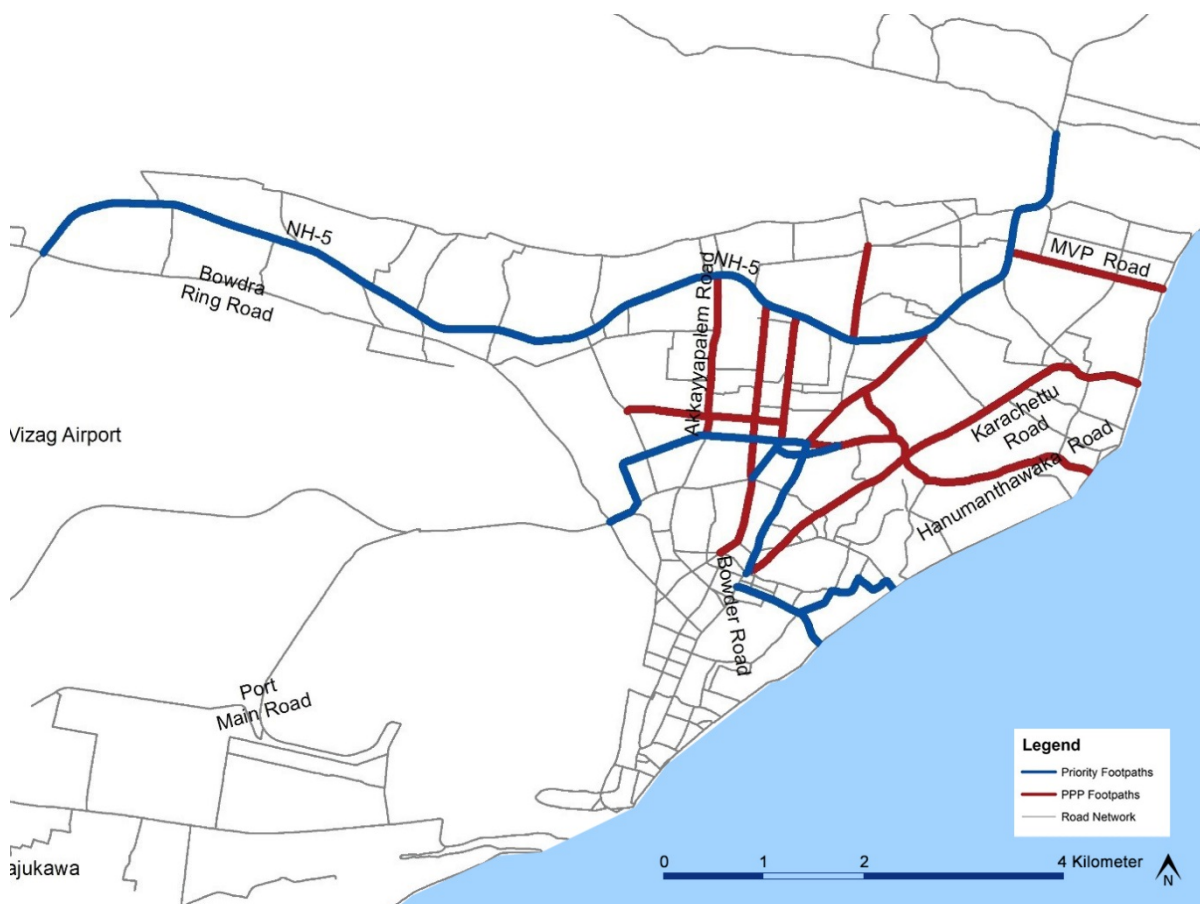 MVP Road
NH-5
NH-5
Bowdra
Ring Road
Akkayyapalem Road
Karachettu
Road
Hanumanthawaka Road
Vizag Airport
Bowder Road
Port
Main Road
Legend
Priority Footpaths
PPP Footpaths
Road Network
0 1 2 4 Kilometer
N
ajukawa